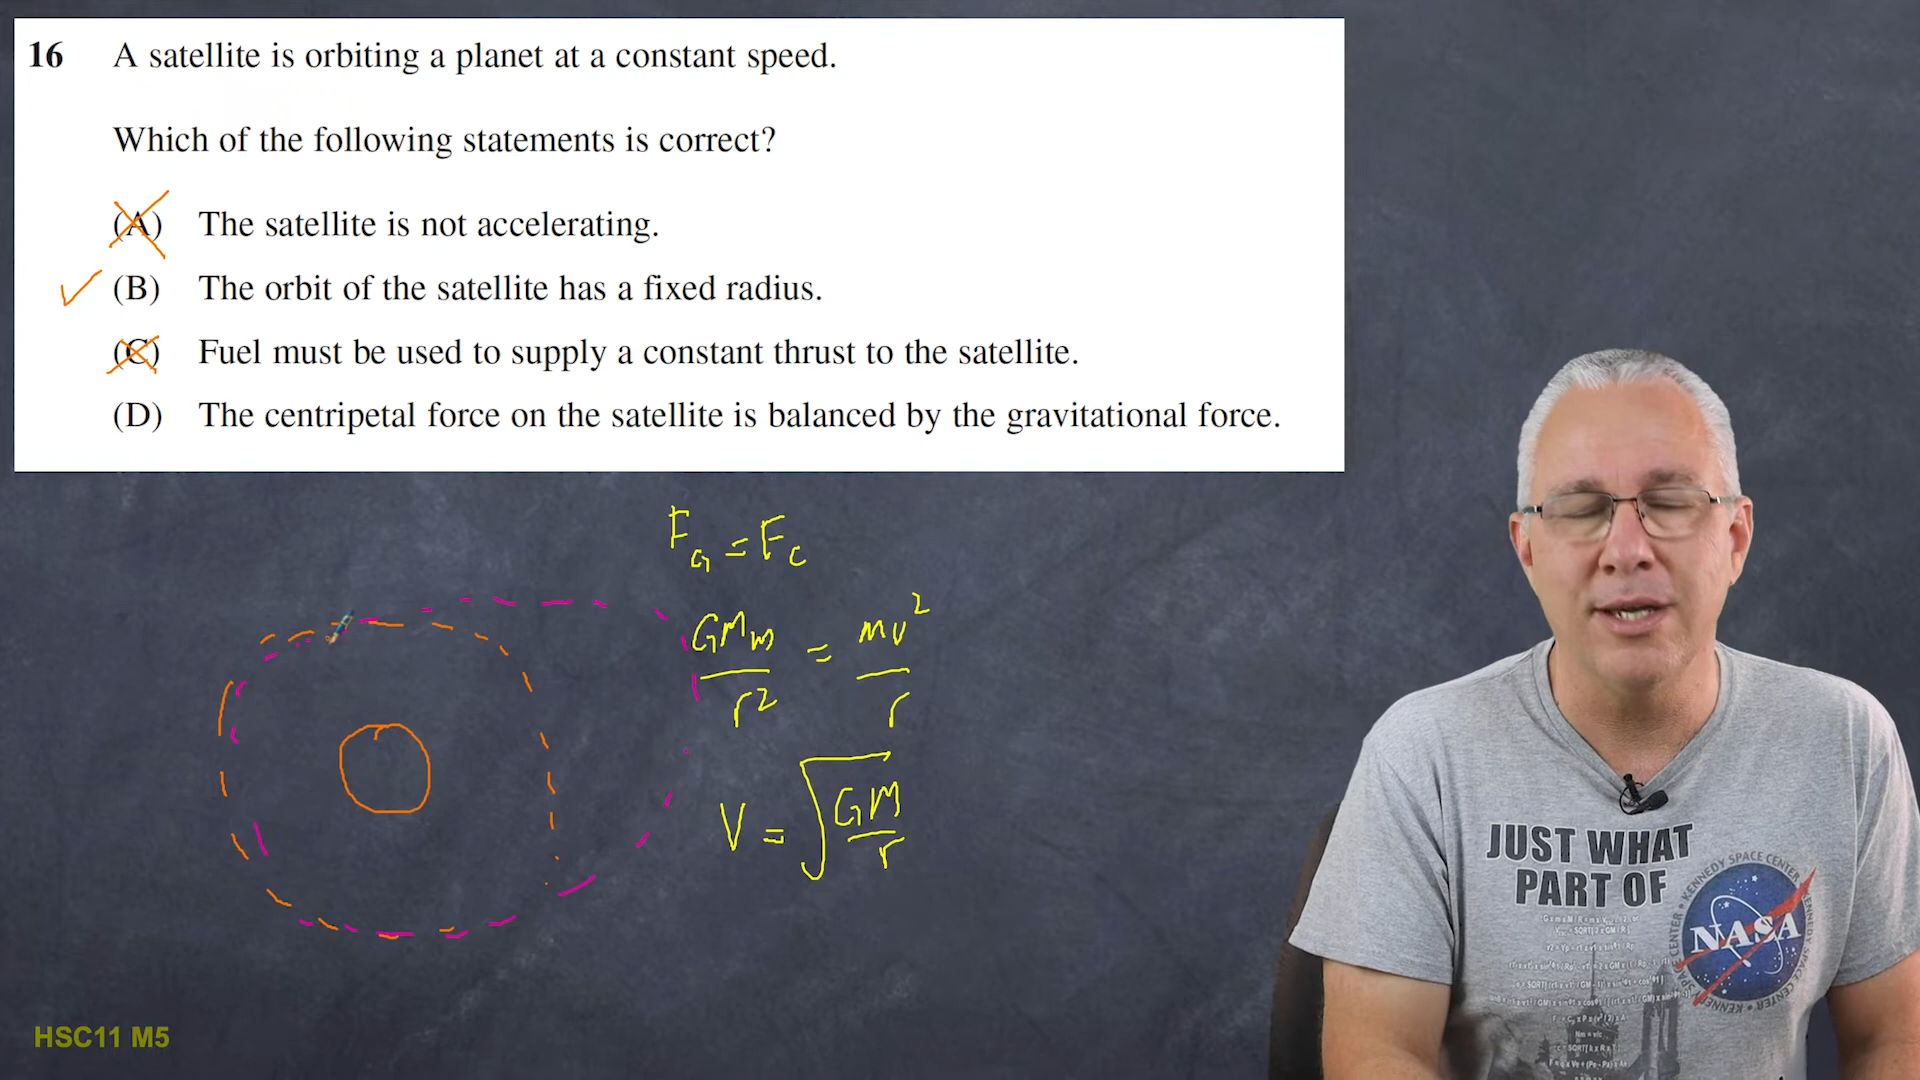 16 A satellite is orbiting a planet at a constant speed.
Which of the following statements is correct?
(A) The satellite is not accelerating.
(B) The orbit of the satellite has a fixed radius.
(C) Fuel must be used to supply a constant thrust to the satellite.
(D) The centripetal force on the satellite is balanced by the gravitational force.
F_G = F_C
GMm/r² = mv²/r
V = √(GM/r)
JUST WHAT
PART OF
KENNEDY SPACE CENTER
NASA
HSC11 M5